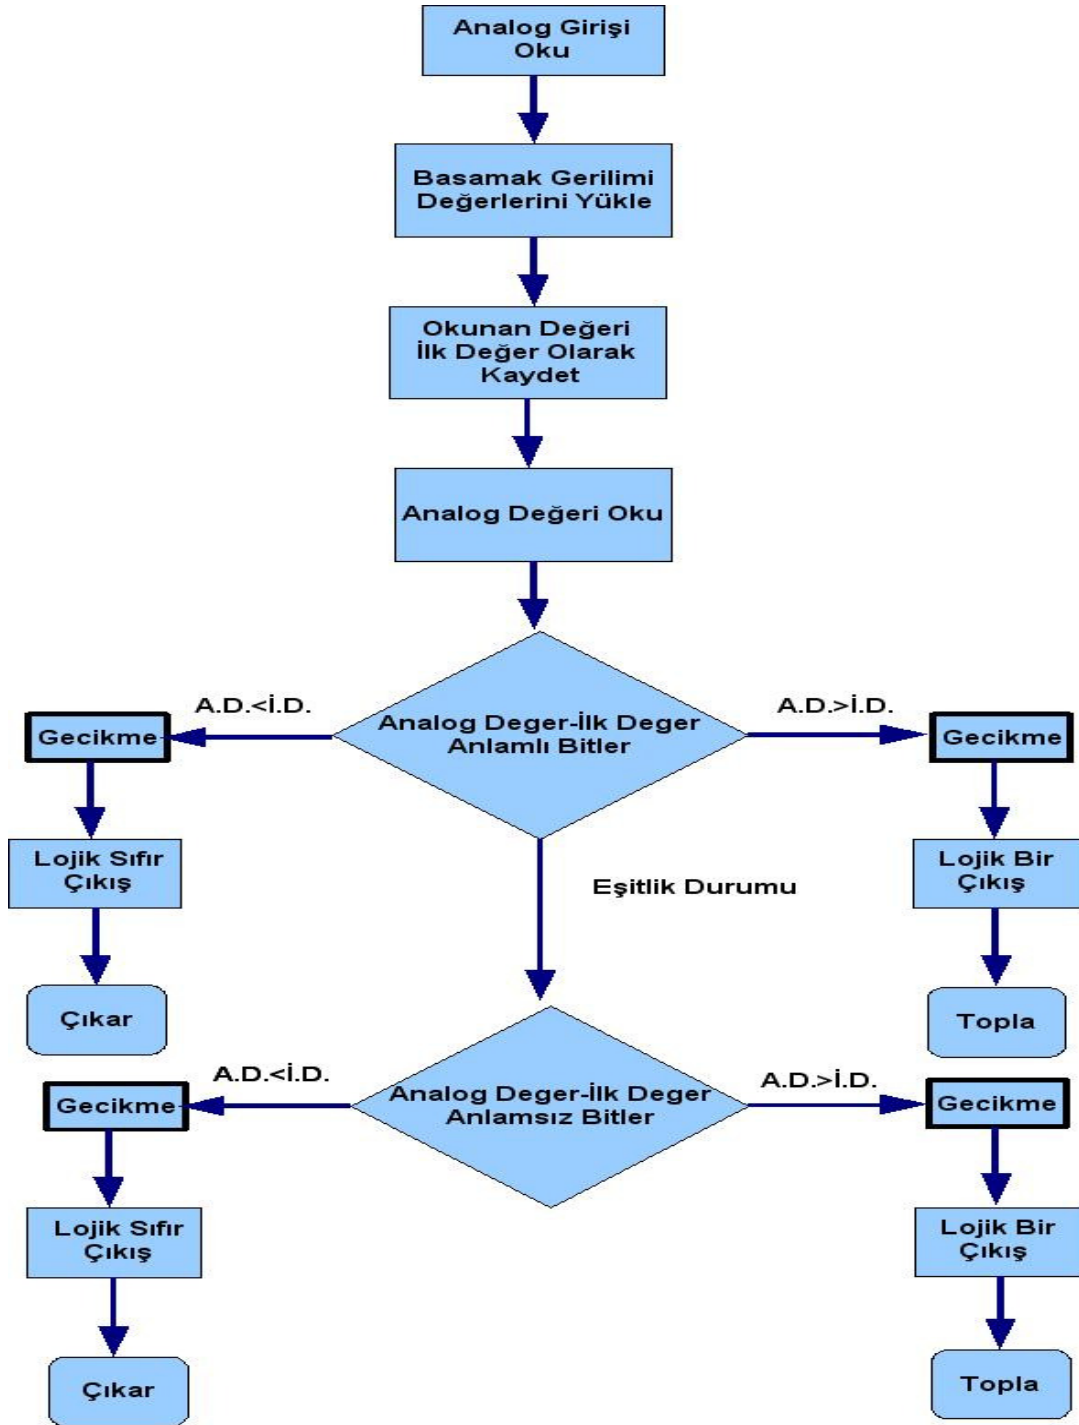 Analog Girişi
Oku
Basamak Gerilimi
Değerlerini Yükle
Okunan Değeri
İlk Değer Olarak
Kaydet
Analog Değeri Oku
A.D.<İ.D.
Analog Deger-İlk Deger
Anlamlı Bitler
A.D.>İ.D.
Gecikme
Gecikme
Lojik Sıfır
Çıkış
Lojik Bir
Çıkış
Eşitlik Durumu
Çıkar
Topla
A.D.<İ.D.
Analog Deger-İlk Deger
Anlamsız Bitler
A.D.>İ.D.
Gecikme
Gecikme
Lojik Sıfır
Çıkış
Lojik Bir
Çıkış
Çıkar
Topla